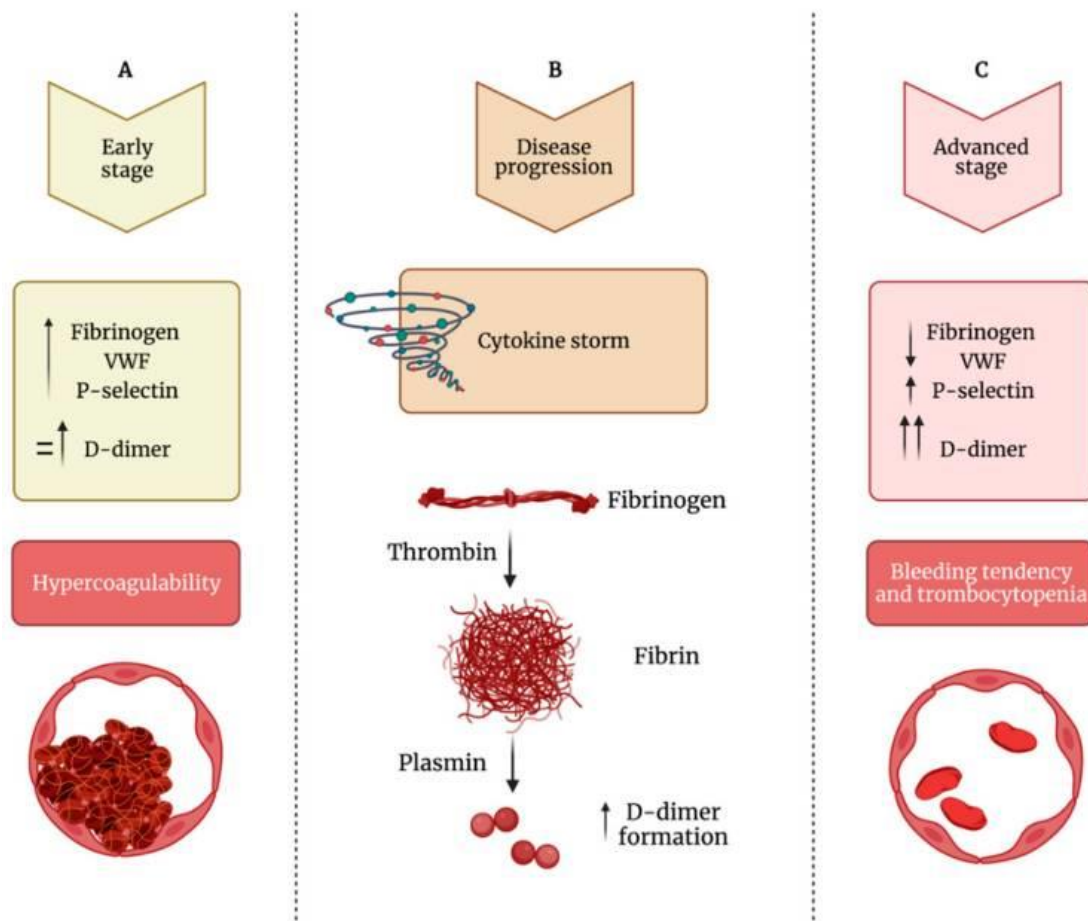 A
Early
stage
Fibrinogen
VWF
P-selectin
= D-dimer
Hypercoagulability
B
Disease
progression
Cytokine storm
Fibrinogen
Thrombin
Fibrin
Plasmin
D-dimer
formation
C
Advanced
stage
Fibrinogen
VWF
P-selectin
D-dimer
Bleeding tendency
and trombocytopenia